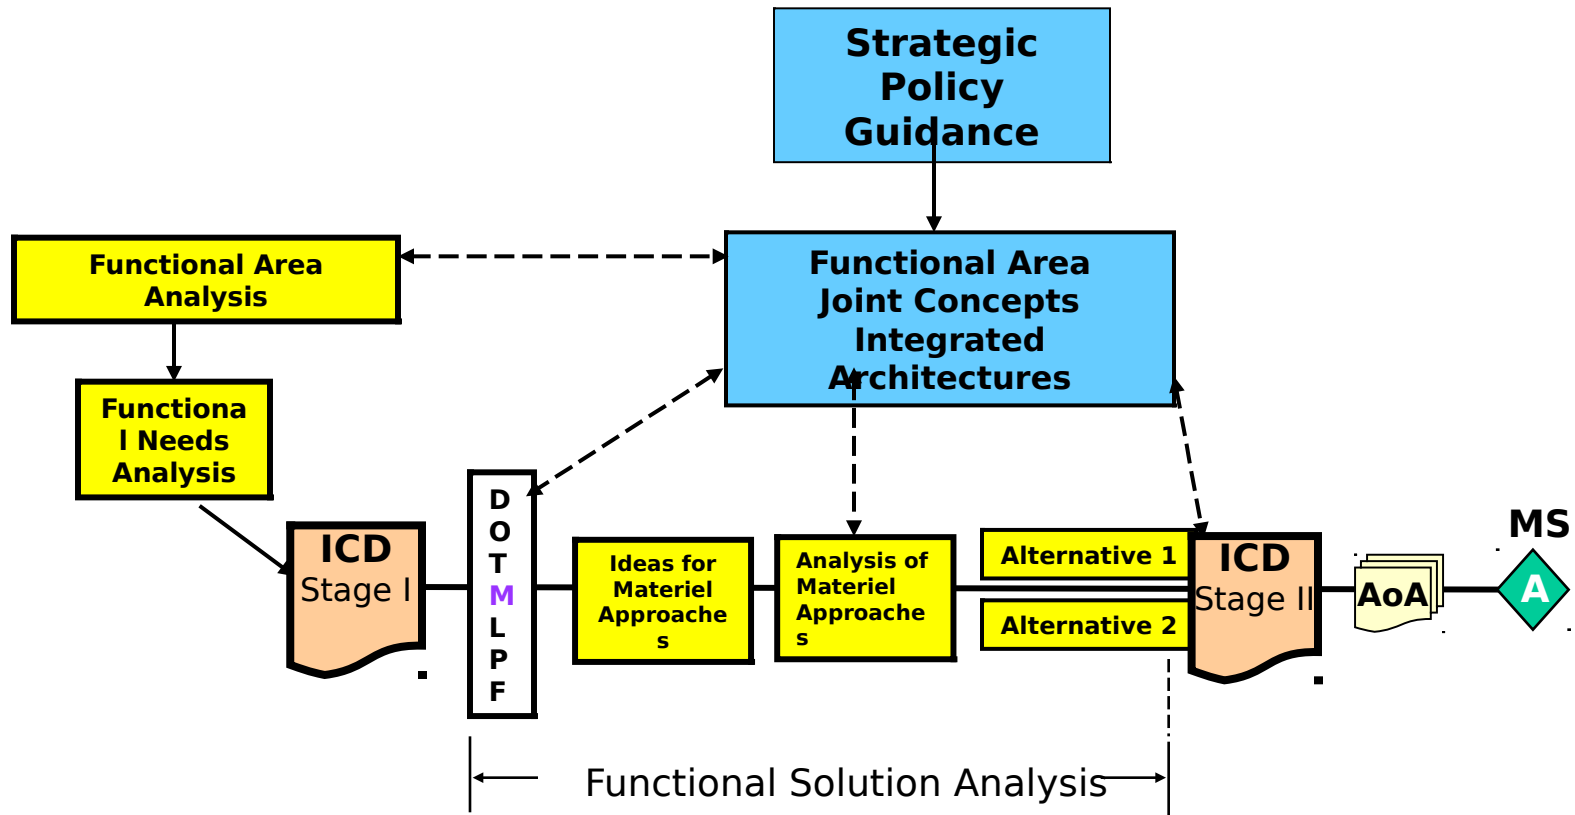 Strategic
Policy
Guidance
Functional Area
Analysis
Functional Area
Joint Concepts
Integrated
Architectures
Functiona
l Needs
Analysis
ICD
Stage I
D
O
T
M
L
P
F
Ideas for
Materiel
Approache
s
Analysis of
Materiel
Approache
s
Alternative 1
Alternative 2
ICD
Stage II
AoA
MS
A
Functional Solution Analysis